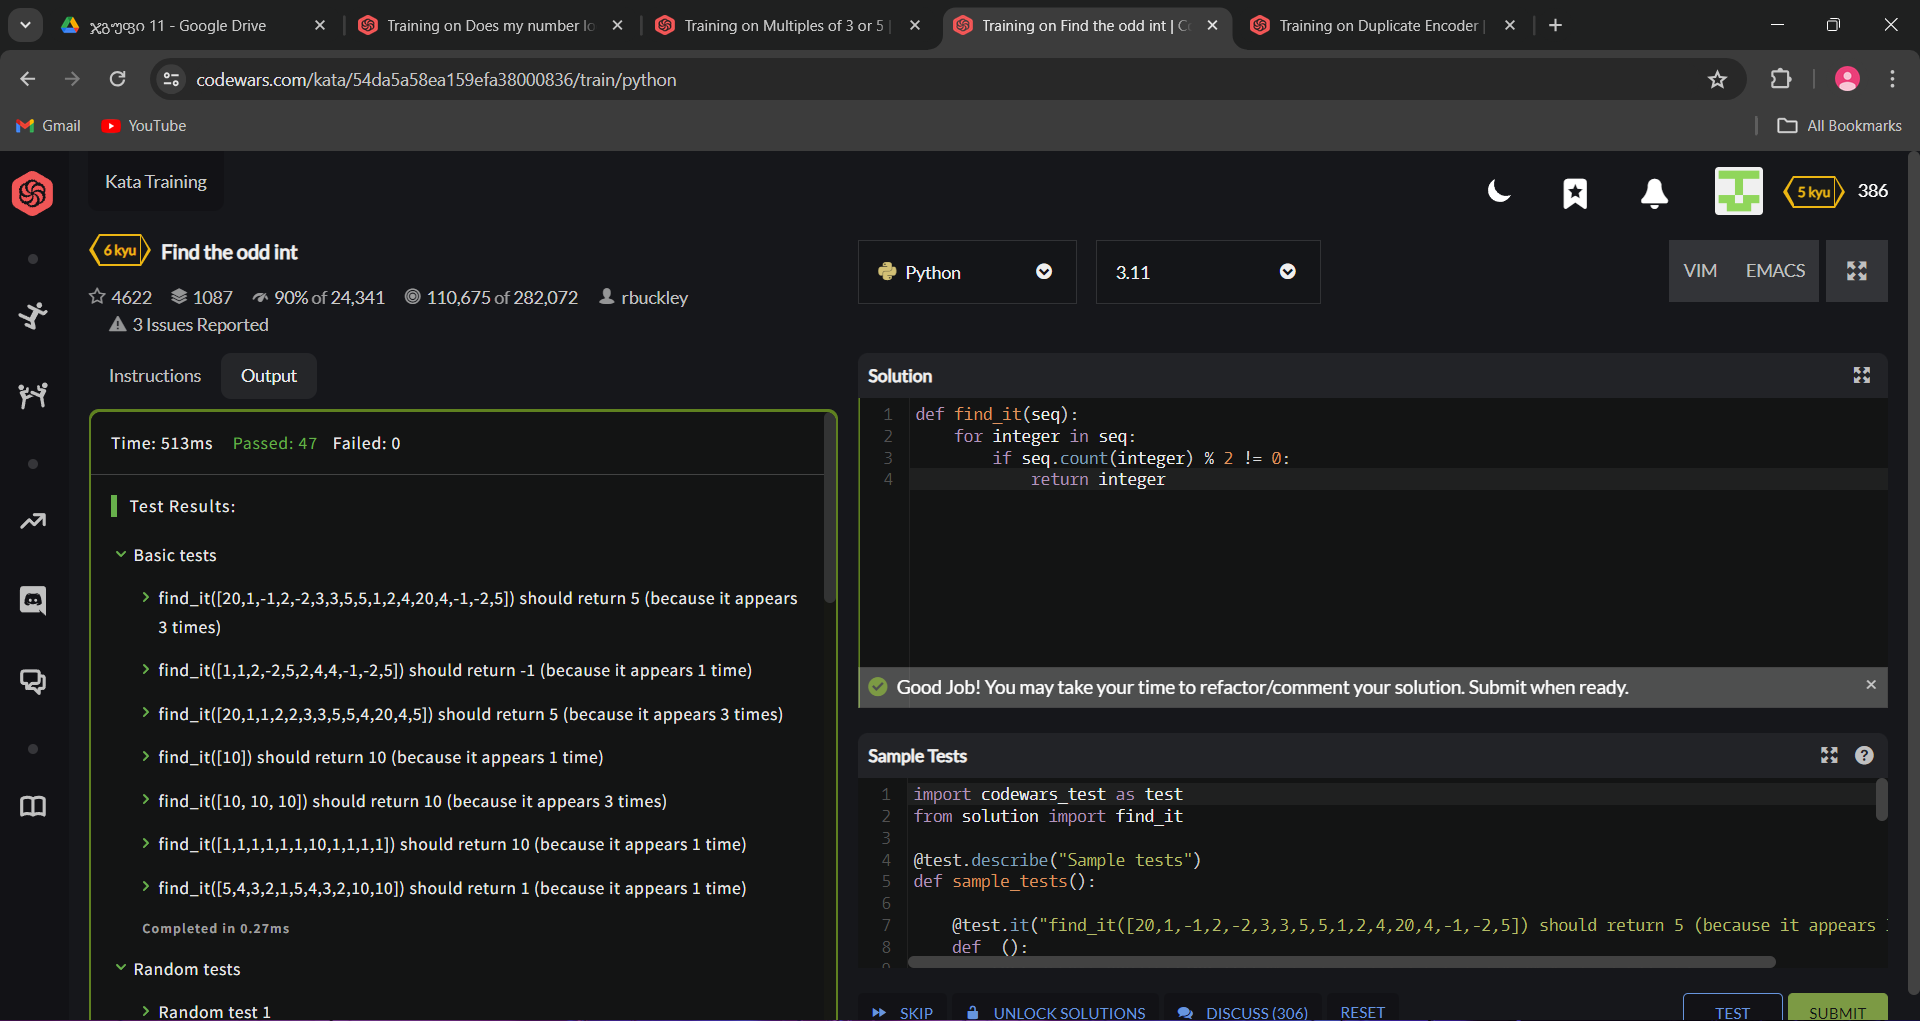 ჯგუფი 11 - Google Drive
Training on Does my number lo
Training on Multiples of 3 or 5 |
Training on Find the odd int | Co
Training on Duplicate Encoder |
codewars.com/kata/54da5a58ea159efa38000836/train/python
Gmail
YouTube
All Bookmarks
Kata Training
5 kyu
386
6 kyu
Find the odd int
4622
1087
90% of 24,341
110,675 of 282,072
rbuckley
3 Issues Reported
Python
3.11
VIM
EMACS
Instructions
Output
Time: 513ms Passed: 47 Failed: 0
Test Results:
Basic tests
find_it([20,1,-1,2,-2,3,3,5,5,1,2,4,20,4,-1,-2,5]) should return 5 (because it appears
3 times)
find_it([1,1,2,-2,5,2,4,4,-1,-2,5]) should return -1 (because it appears 1 time)
find_it([20,1,1,2,2,3,3,5,5,4,20,4,5]) should return 5 (because it appears 3 times)
find_it([10]) should return 10 (because it appears 1 time)
find_it([10, 10, 10]) should return 10 (because it appears 3 times)
find_it([1,1,1,1,1,1,10,1,1,1,1]) should return 10 (because it appears 1 time)
find_it([5,4,3,2,1,5,4,3,2,10,10]) should return 1 (because it appears 1 time)
Completed in 0.27ms
Random tests
Random test 1
Solution
1 def find_it(seq):
2 for integer in seq:
3 if seq.count(integer) % 2 != 0:
4 return integer
Good Job! You may take your time to refactor/comment your solution. Submit when ready.
Sample Tests
1 import codewars_test as test
2 from solution import find_it
3
4 @test.describe("Sample tests")
5 def sample_tests():
6
7 @test.it("find_it([20,1,-1,2,-2,3,3,5,5,1,2,4,20,4,-1,-2,5]) should return 5 (because it appears
8 def _():
9
SKIP
UNLOCK SOLUTIONS
DISCUSS (306)
RESET
TEST
SUBMIT